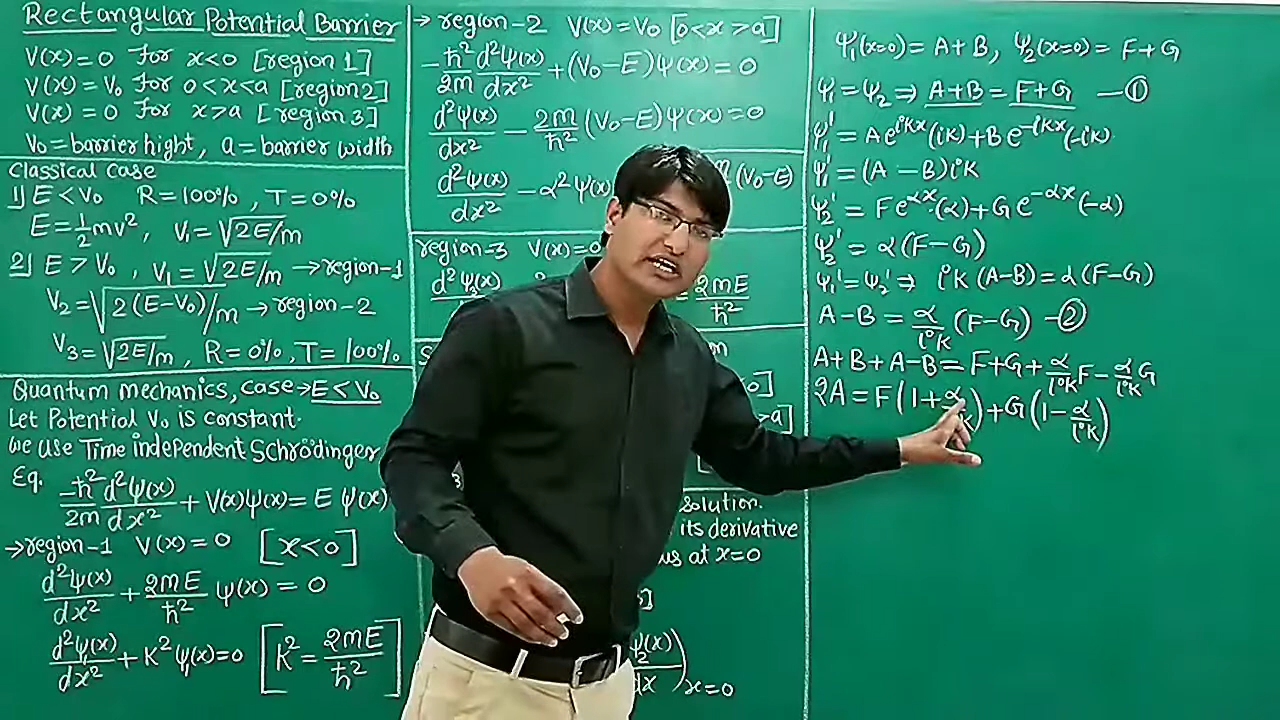 Rectangular Potential Barrier
V(x)=0 For x<0 [region 1]
V(x)=V₀ For 0<x<a [region2]
V(x)=0 For x>a [region3]
V₀=barrier hight, a=barrier width
Classical Case
1) E<V₀ R=100%, T=0%
E=½mv², V₁=√2E/m
2) E>V₀, V₁=√2E/m→region-1
V₂=√2(E-V₀)/m→region-2
V₃=√2E/m, R=0%, T=100%
Quantum mechanics, Case→E<V₀
Let Potential V₀ is constant.
we use Time independent Schrödinger
Eq. -ħ²/2m d²ψ(x)/dx² + V(x)ψ(x)=E ψ(x)
→region-1 V(x)=0 [x<0]
d²ψ(x)/dx² + 2mE/ħ² ψ(x)=0
d²ψ(x)/dx² + K²ψ(x)=0 [K²=2mE/ħ²]
→region-2 V(x)=V₀ [0<x>a]
-ħ²/2m d²ψ(x)/dx² + (V₀-E)ψ(x)=0
d²ψ(x)/dx² - 2m/ħ² (V₀-E)ψ(x)=0
d²ψ(x)/dx² - α²ψ(x) (V₀-E)]
region-3 V(x)=0
d²ψ(x)/dx² =2mE/ħ²
solution.
its derivative
us at x=0
ψ₂(x)/dx)x=0
ψ₁(x=0)=A+B, ψ₂(x=0)=F+G
ψ₁=ψ₂⇒A+B=F+G —①
ψ₁'=Ae^iKx(iK)+Be^-iKx(-iK)
ψ₁'=(A-B)iK
ψ₂'=Fe^αx·(α)+Ge^-αx(-α)
ψ₂'=α(F-G)
ψ₁'=ψ₂'⇒iK(A-B)=α(F-G)
A-B=α/iK(F-G) —②
A+B+A-B=F+G+α/iK F-α/iK G
2A=F(1+α/K)+G(1-α/iK)